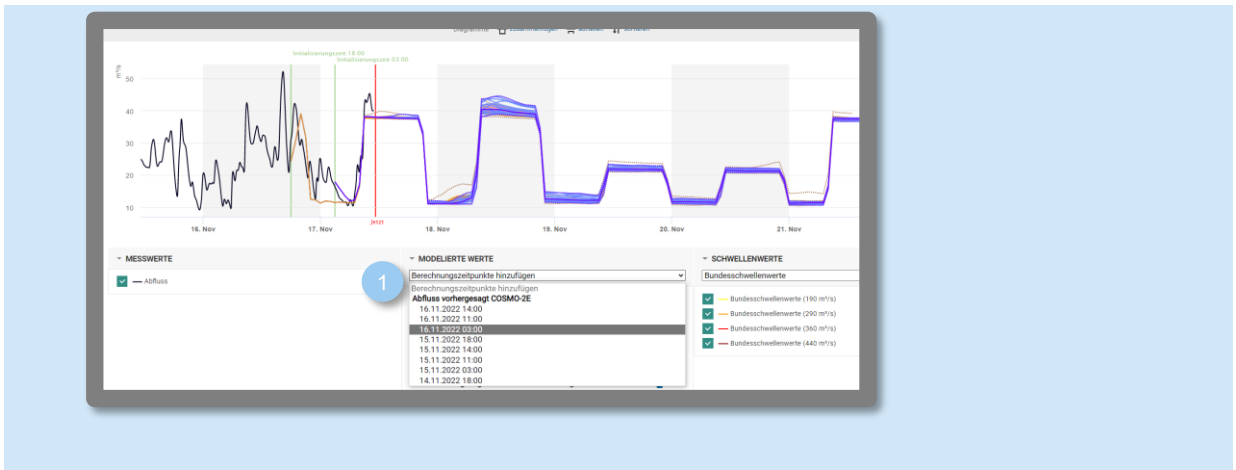 Diagramme Zusammenfügen Aufteilen Sortieren
Initialisierungszeit 18:00
Initialisierungszeit 03:00
m³/s
50
40
30
20
10
Jetzt
16. Nov 17. Nov 18. Nov 19. Nov 20. Nov 21. Nov
MESSWERTE
Abfluss
1
MODELIERTE WERTE
Berechnungszeitpunkte hinzufügen
Berechnungszeitpunkte hinzufügen
Abfluss vorhergesagt COSMO-2E
16.11.2022 14:00
16.11.2022 11:00
16.11.2022 03:00
15.11.2022 18:00
15.11.2022 14:00
15.11.2022 11:00
15.11.2022 03:00
14.11.2022 18:00
SCHWELLENWERTE
Bundesschwellenwerte
Bundesschwellenwerte (190 m³/s)
Bundesschwellenwerte (290 m³/s)
Bundesschwellenwerte (360 m³/s)
Bundesschwellenwerte (440 m³/s)